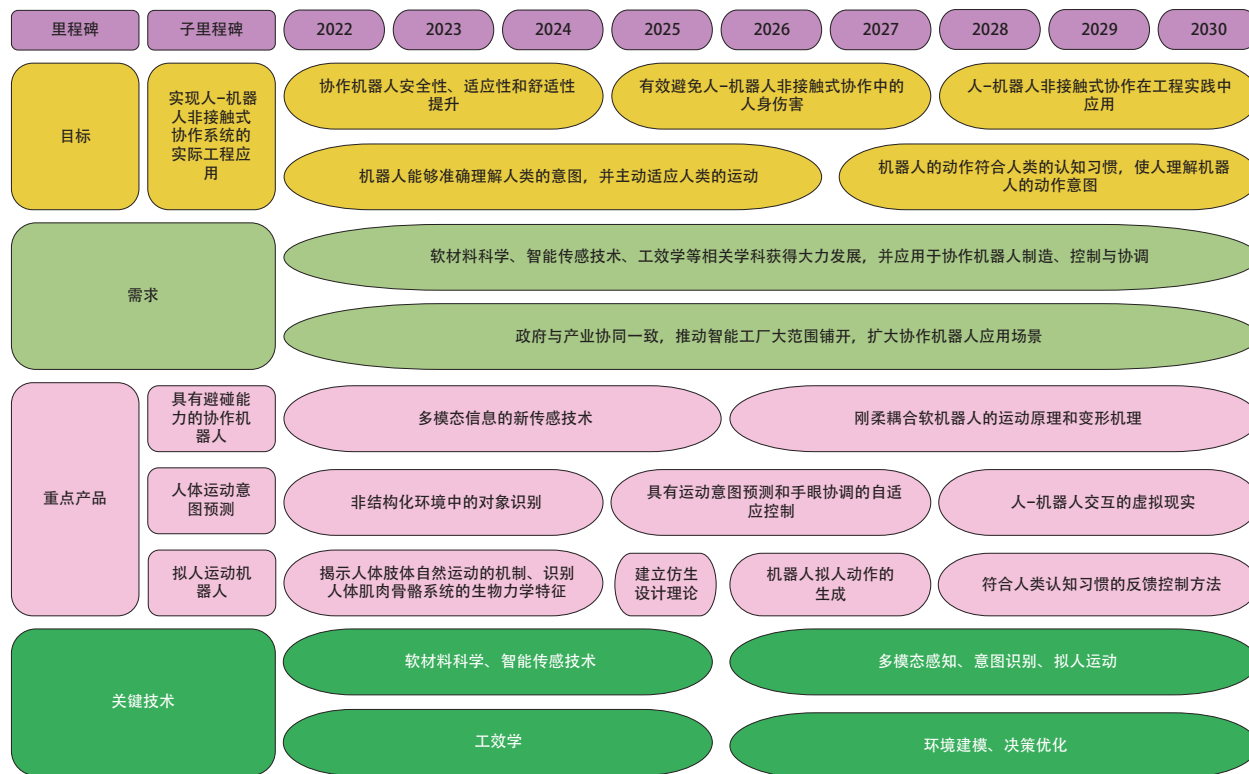 里程碑
子里程碑
2022
2023
2024
2025
2026
2027
2028
2029
2030
目标
实现人–机器
人非接触式
协作系统的
实际工程应
用
协作机器人安全性、适应性和舒适性
提升
有效避免人–机器人非接触式协作中的
人身伤害
人–机器人非接触式协作在工程实践中
应用
机器人能够准确理解人类的意图，并主动适应人类的运动
机器人的动作符合人类的认知习惯，使人理解机器
人的动作意图
需求
软材料科学、智能传感技术、工效学等相关学科获得大力发展，并应用于协作机器人制造、控制与协调
政府与产业协同一致，推动智能工厂大范围铺开，扩大协作机器人应用场景
重点产品
具有避碰能
力的协作机
器人
多模态信息的新传感技术
刚柔耦合软机器人的运动原理和变形机理
人体运动意
图预测
非结构化环境中的对象识别
具有运动意图预测和手眼协调的自适
应控制
人–机器人交互的虚拟现实
拟人运动机
器人
揭示人体肢体自然运动的机制、识别
人体肌肉骨骼系统的生物力学特征
建立仿生
设计理论
机器人拟人动作的
生成
符合人类认知习惯的反馈控制方法
关键技术
软材料科学、智能传感技术
多模态感知、意图识别、拟人运动
工效学
环境建模、决策优化